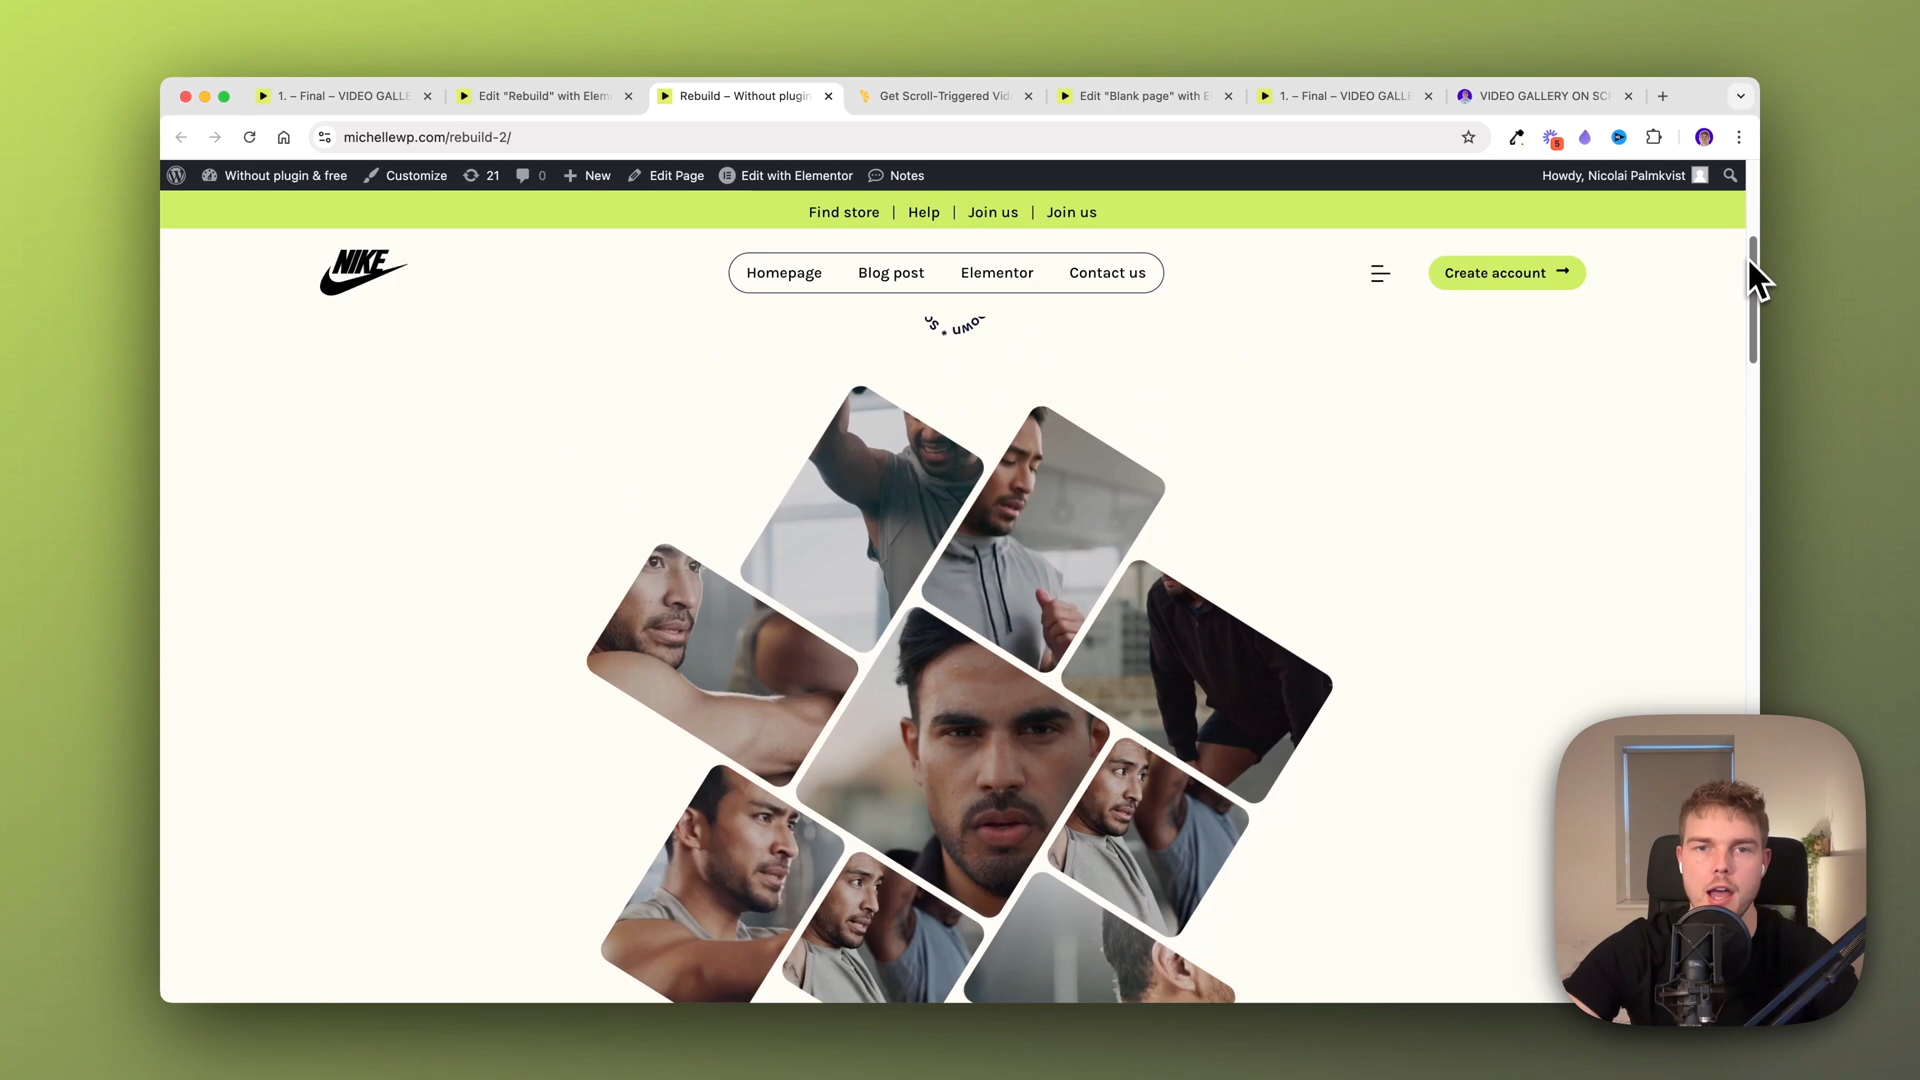 1. – Final – VIDEO GALLE
Edit "Rebuild" with Elem
Rebuild – Without plugin
Get Scroll-Triggered Vid
Edit "Blank page" with E
1. – Final – VIDEO GALLE
VIDEO GALLERY ON SC
michellewp.com/rebuild-2/
5
Without plugin & free
Customize
21
0
New
Edit Page
Edit with Elementor
Notes
Howdy, Nicolai Palmkvist
Find store | Help | Join us | Join us
NIKE
Homepage
Blog post
Elementor
Contact us
Create account
own * Sc